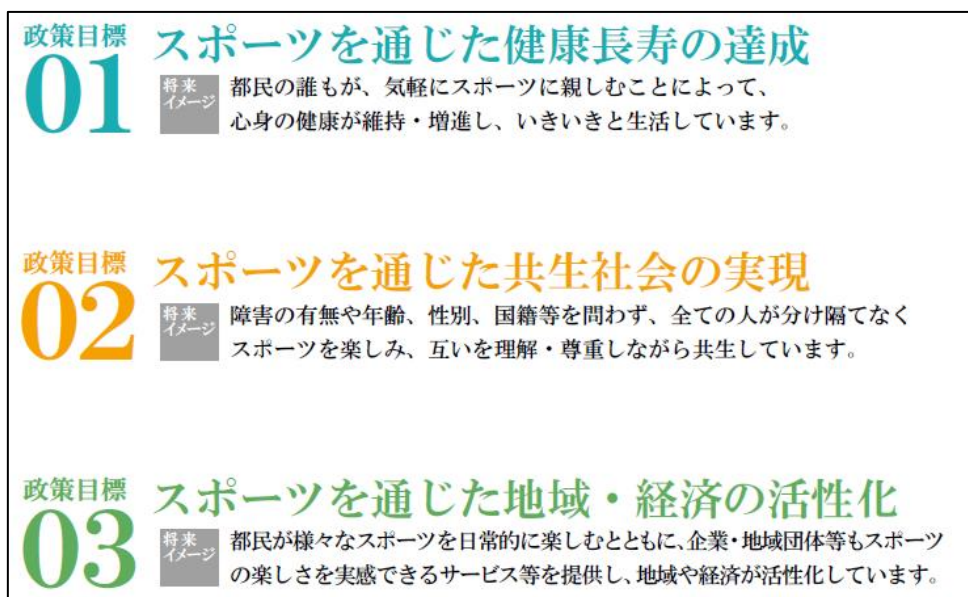 政策目標
01
スポーツを通じた健康長寿の達成
将来
イメージ
都民の誰もが、気軽にスポーツに親しむことによって、
心身の健康が維持・増進し、いきいきと生活しています。
政策目標
02
スポーツを通じた共生社会の実現
将来
イメージ
障害の有無や年齢、性別、国籍等を問わず、全ての人が分け隔てなく
スポーツを楽しみ、互いを理解・尊重しながら共生しています。
政策目標
03
スポーツを通じた地域・経済の活性化
将来
イメージ
都民が様々なスポーツを日常的に楽しむとともに、企業・地域団体等もスポーツ
の楽しさを実感できるサービス等を提供し、地域や経済が活性化しています。